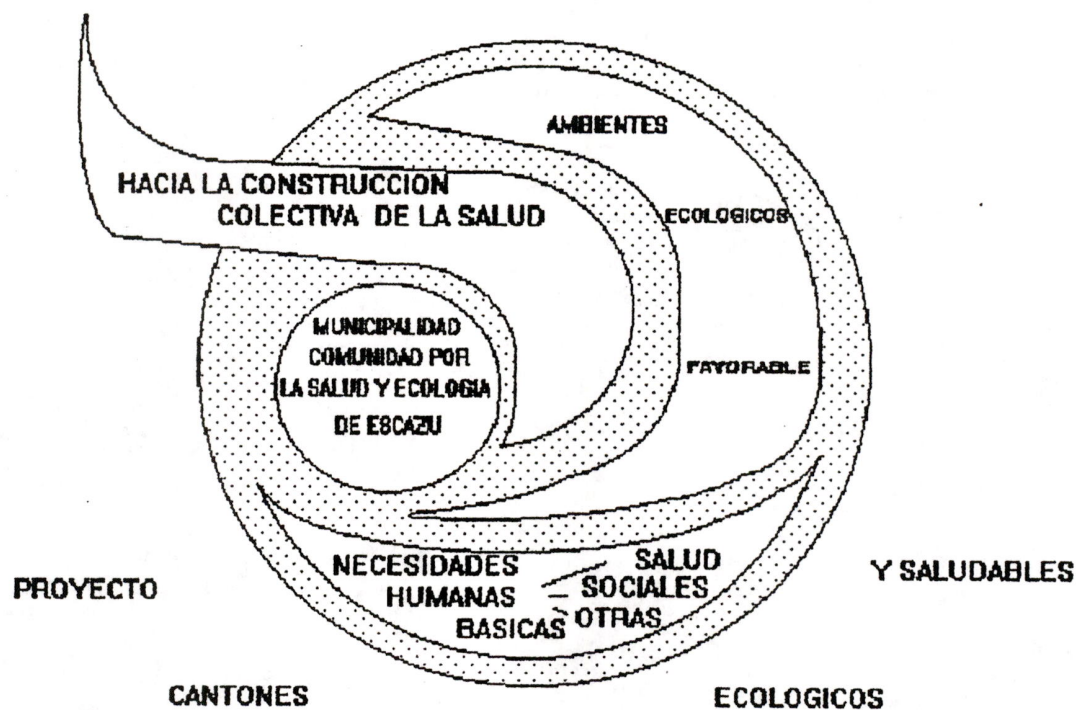 AMBIENTES
HACIA LA CONSTRUCCION
COLECTIVA DE LA SALUD
ECOLOGICOS
MUNICIPALIDAD
COMUNIDAD POR
LA SALUD Y ECOLOGIA
DE ESCAZU
FAVORABLE
NECESIDADES
HUMANAS
BASICAS
SALUD
SOCIALES
OTRAS
PROYECTO
CANTONES
ECOLOGICOS
Y SALUDABLES